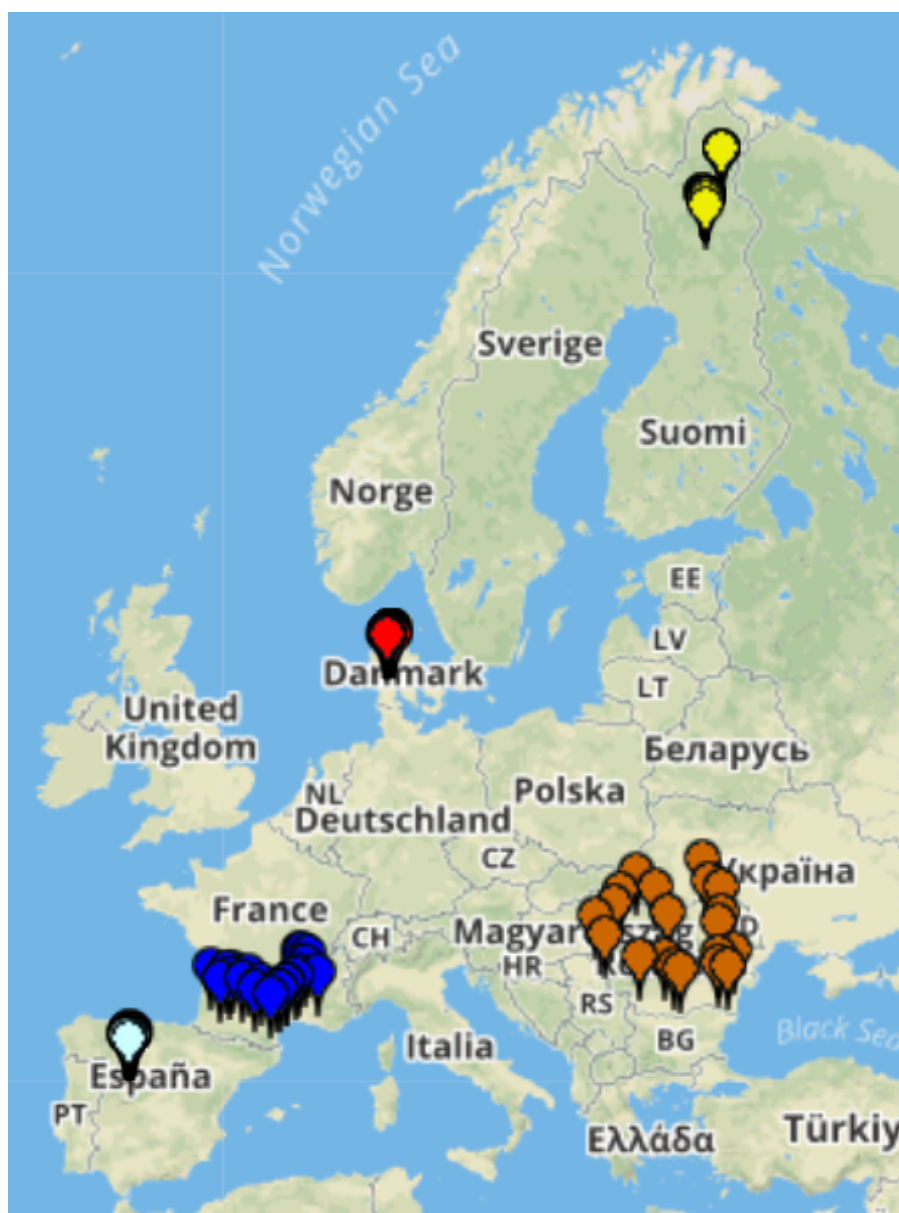 Norwegian Sea
Sverige
Suomi
Norge
EE
LV
Danmark
LT
United
Kingdom
Беларусь
NL
Polska
Deutschland
CZ
Україна
France
CH
Magyar
HR
RS
Black Sea
BG
Italia
España
PT
Ελλάδα
Türkiy